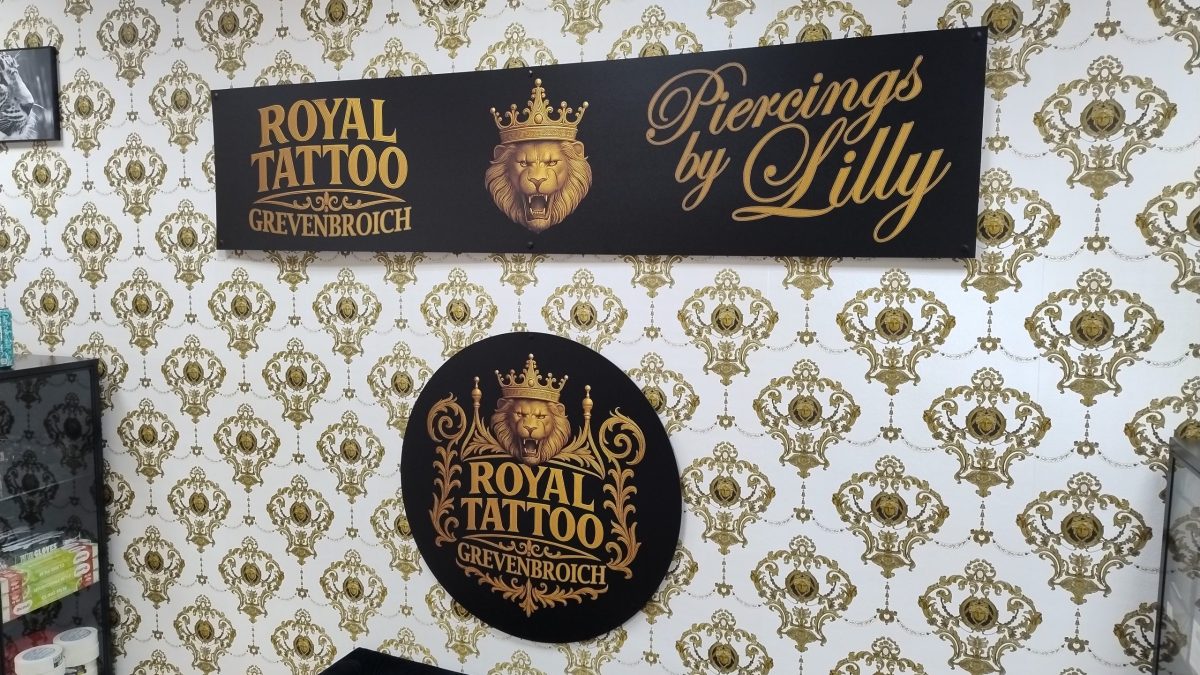 ROYAL
TATTOO
GREVENBROICH
Piercings
by Lilly
ROYAL
TATTOO
GREVENBROICH